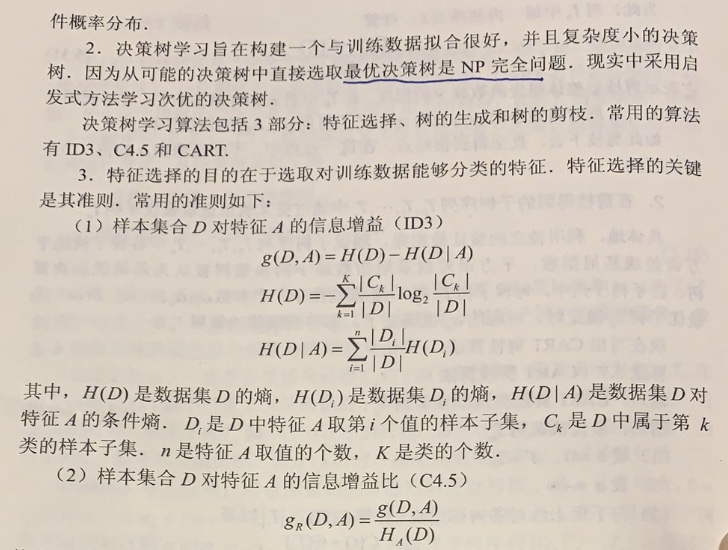 件概率分布．
2．决策树学习旨在构建一个与训练数据拟合很好，并且复杂度小的决策
树．因为从可能的决策树中直接选取最优决策树是 NP 完全问题．现实中采用启
发式方法学习次优的决策树．
决策树学习算法包括 3 部分：特征选择、树的生成和树的剪枝．常用的算法
有 ID3、C4.5 和 CART．
3．特征选择的目的在于选取对训练数据能够分类的特征．特征选择的关键
是其准则．常用的准则如下：
（1）样本集合 D 对特征 A 的信息增益（ID3）
g(D, A) = H(D) − H(D | A)
H(D) = −∑_{k=1}^{K} |C_k|/|D| log₂ |C_k|/|D|
H(D | A) = ∑_{i=1}^{n} |D_i|/|D| H(D_i)
其中，H(D) 是数据集 D 的熵，H(D_i) 是数据集 D_i 的熵，H(D | A) 是数据集 D 对
特征 A 的条件熵．D_i 是 D 中特征 A 取第 i 个值的样本子集，C_k 是 D 中属于第 k
类的样本子集．n 是特征 A 取值的个数，K 是类的个数．
（2）样本集合 D 对特征 A 的信息增益比（C4.5）
g_R(D, A) = g(D, A)/H_A(D)